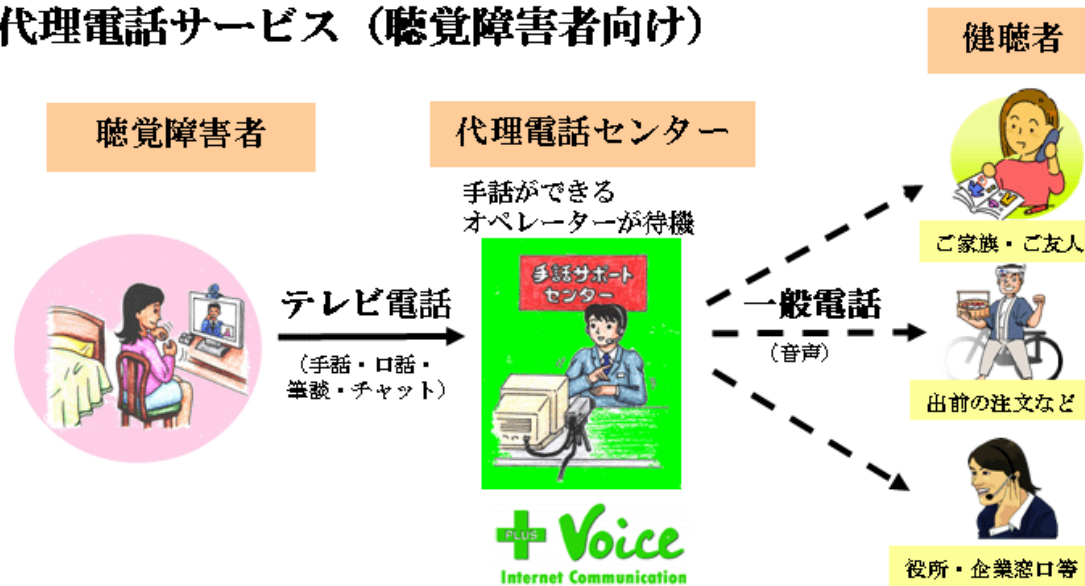 代理電話サービス（聴覚障害者向け）
健聴者
聴覚障害者
代理電話センター
手話ができる
オペレーターが待機
手話サポート
センター
テレビ電話
（手話・口話・
筆談・チャット）
一般電話
（音声）
ご家族・ご友人
出前の注文など
役所・企業窓口等
PLUS Voice
Internet Communication